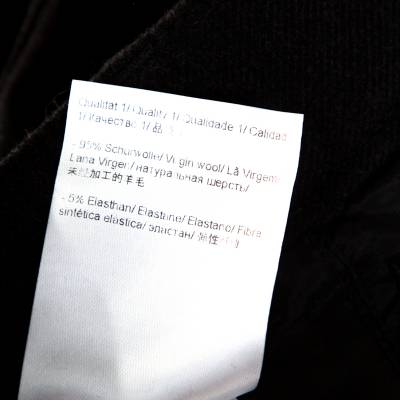 Qualität 1/ Quality 1/ Qualidade 1/ Calidad
1/ Качество 1/
- 95% Schurwolle/ Virgin wool/ Lã Virgem/
Lana Virgen/ натуральная шерсть/
未经加工的羊毛
- 5% Elasthan/ Elastane/ Elastano/ Fibra
sintética elástica/ эластан/